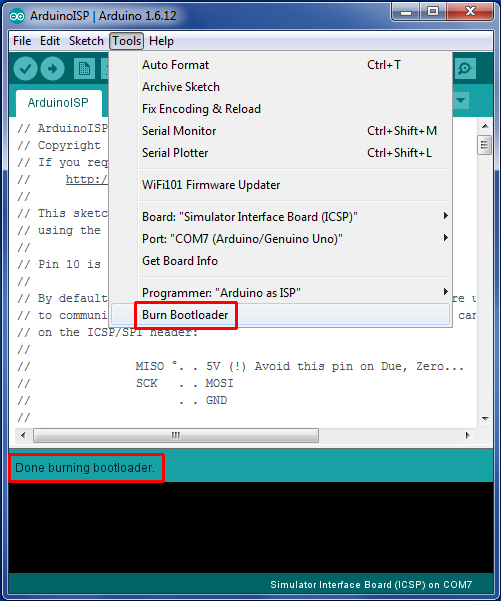 ArduinoISP | Arduino 1.6.12
File Edit Sketch Tools Help
Auto Format Ctrl+T
Archive Sketch
Fix Encoding & Reload
Serial Monitor Ctrl+Shift+M
Serial Plotter Ctrl+Shift+L
WiFi101 Firmware Updater
Board: "Simulator Interface Board (ICSP)"
Port: "COM7 (Arduino/Genuino Uno)"
Get Board Info
Programmer: "Arduino as ISP"
Burn Bootloader
ArduinoISP
// ArduinoISP
// Copyright
// If you req
// http:/
//
// This sketc
// using the
//
// Pin 10 is
//
// By default re u
// to communi can
// on the ICSP/SPI header:
//
// MISO °. . 5V (!) Avoid this pin on Due, Zero...
// SCK . . MOSI
// . . GND
//
Done burning bootloader.
Simulator Interface Board (ICSP) on COM7